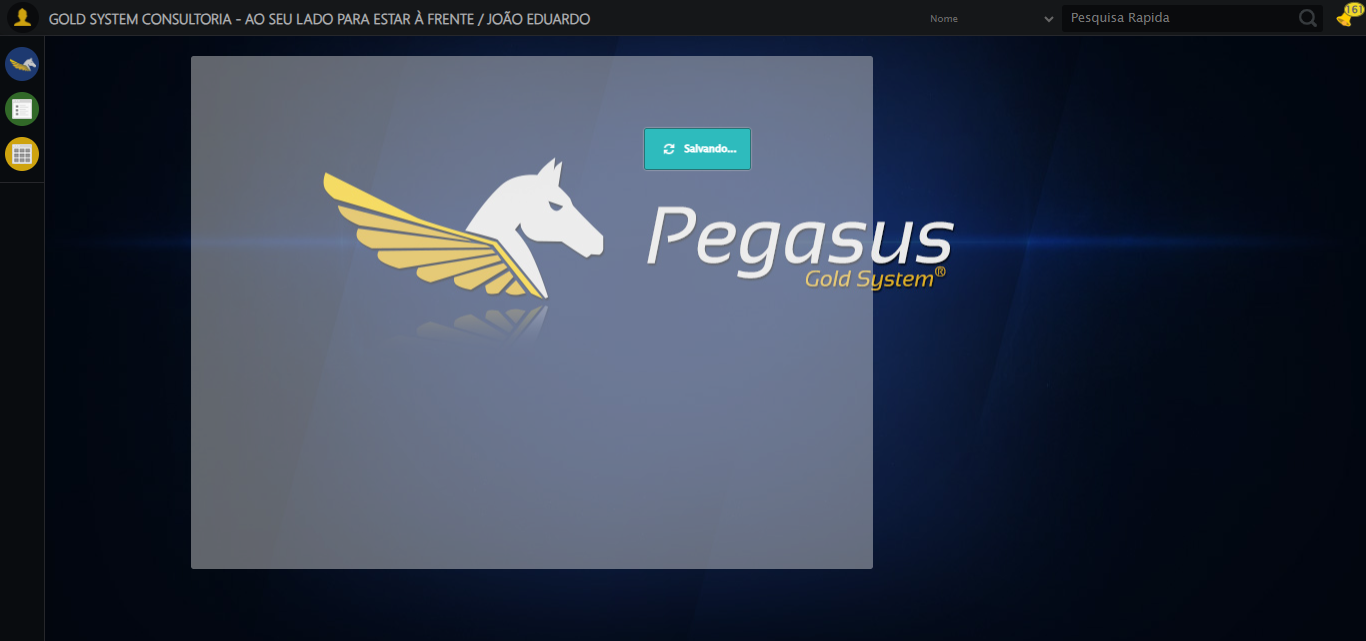 GOLD SYSTEM CONSULTORIA - AO SEU LADO PARA ESTAR À FRENTE / JOÃO EDUARDO
Nome
Pesquisa Rapida
161
Salvando...
Pegasus
Gold System®